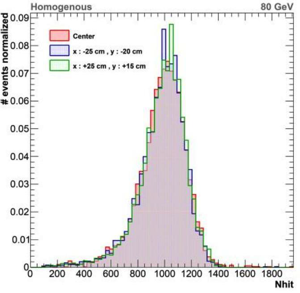 Homogenous 80 GeV
# events normalized
0.09
0.08
0.07
0.06
0.05
0.04
0.03
0.02
0.01
0
Center
x : -25 cm , y : -20 cm
x : +25 cm , y : +15 cm
0 200 400 600 800 1000 1200 1400 1600 1800
Nhit